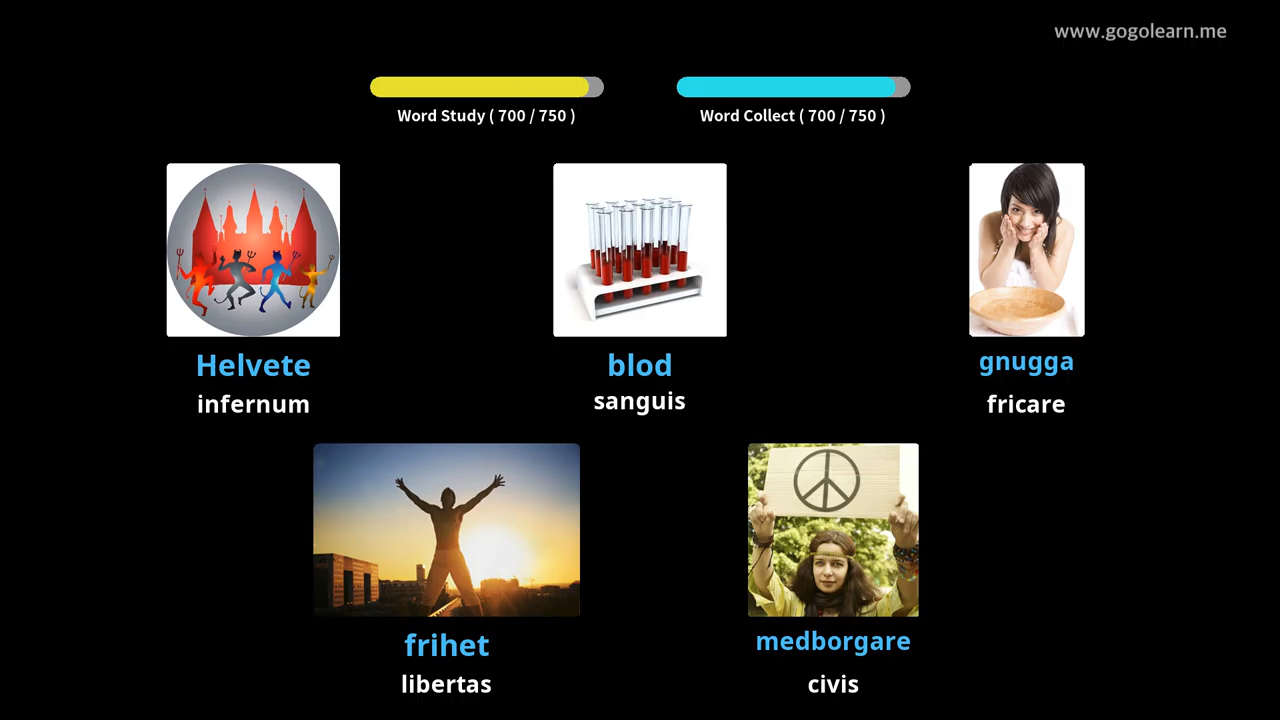 www.gogolearn.me
Word Study ( 700 / 750 )
Word Collect ( 700 / 750 )
Helvete
infernum
blod
sanguis
gnugga
fricare
frihet
libertas
medborgare
civis